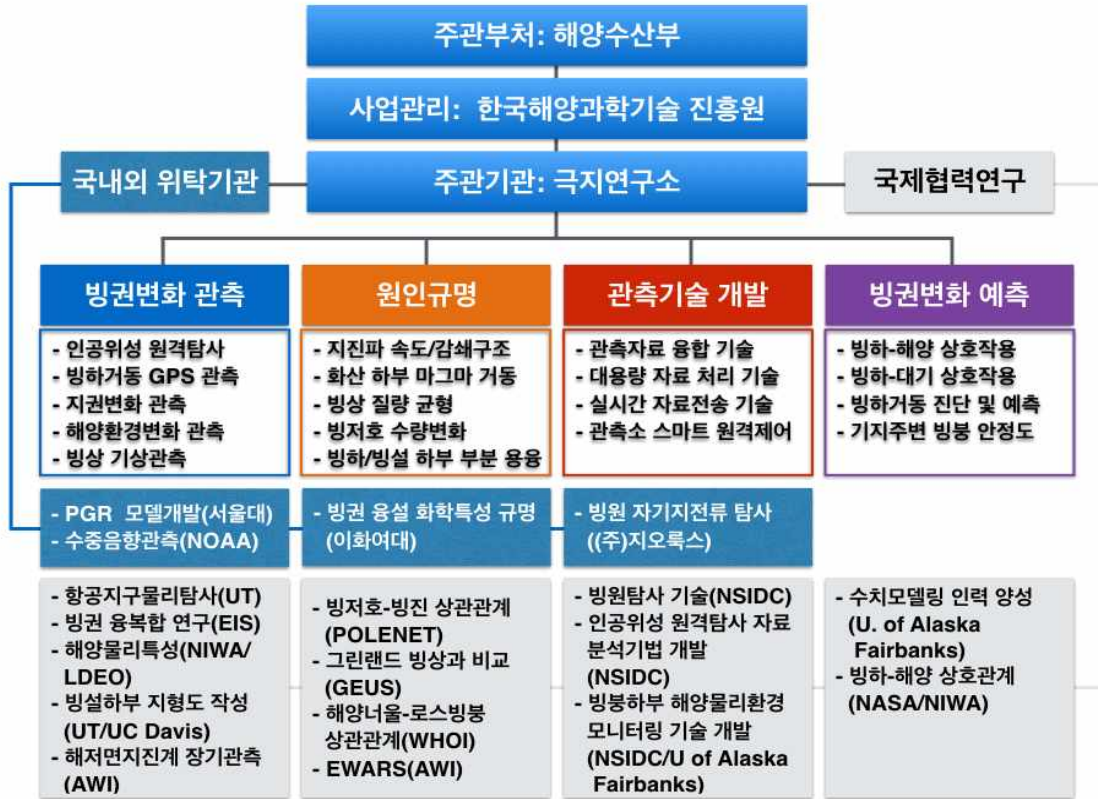 주관부처: 해양수산부
사업관리: 한국해양과학기술 진흥원
국내외 위탁기관
주관기관: 극지연구소
국제협력연구
빙권변화 관측
- 인공위성 원격탐사
- 빙하거동 GPS 관측
- 지권변화 관측
- 해양환경변화 관측
- 빙상 기상관측
원인규명
- 지진파 속도/감쇄구조
- 화산 하부 마그마 거동
- 빙상 질량 균형
- 빙저호 수량변화
- 빙하/빙설 하부 부분 용융
관측기술 개발
- 관측자료 융합 기술
- 대용량 자료 처리 기술
- 실시간 자료전송 기술
- 관측소 스마트 원격제어
빙권변화 예측
- 빙하-해양 상호작용
- 빙하-대기 상호작용
- 빙하거동 진단 및 예측
- 기지주변 빙붕 안정도
- PGR 모델개발(서울대)
- 수중음향관측(NOAA)
- 빙권 융설 화학특성 규명
(이화여대)
- 빙원 자기지전류 탐사
((주)지오룩스)
- 항공지구물리탐사(UT)
- 빙권 융복합 연구(EIS)
- 해양물리특성(NIWA/
LDEO)
- 빙설하부 지형도 작성
(UT/UC Davis)
- 해저면지진계 장기관측
(AWI)
- 빙저호-빙진 상관관계
(POLENET)
- 그린랜드 빙상과 비교
(GEUS)
- 해양너울-로스빙붕
상관관계(WHOI)
- EWARS(AWI)
- 빙원탐사 기술(NSIDC)
- 인공위성 원격탐사 자료
분석기법 개발
(NSIDC)
- 빙붕하부 해양물리환경
모니터링 기술 개발
(NSIDC/U of Alaska
Fairbanks)
- 수치모델링 인력 양성
(U. of Alaska
Fairbanks)
- 빙하-해양 상호관계
(NASA/NIWA)